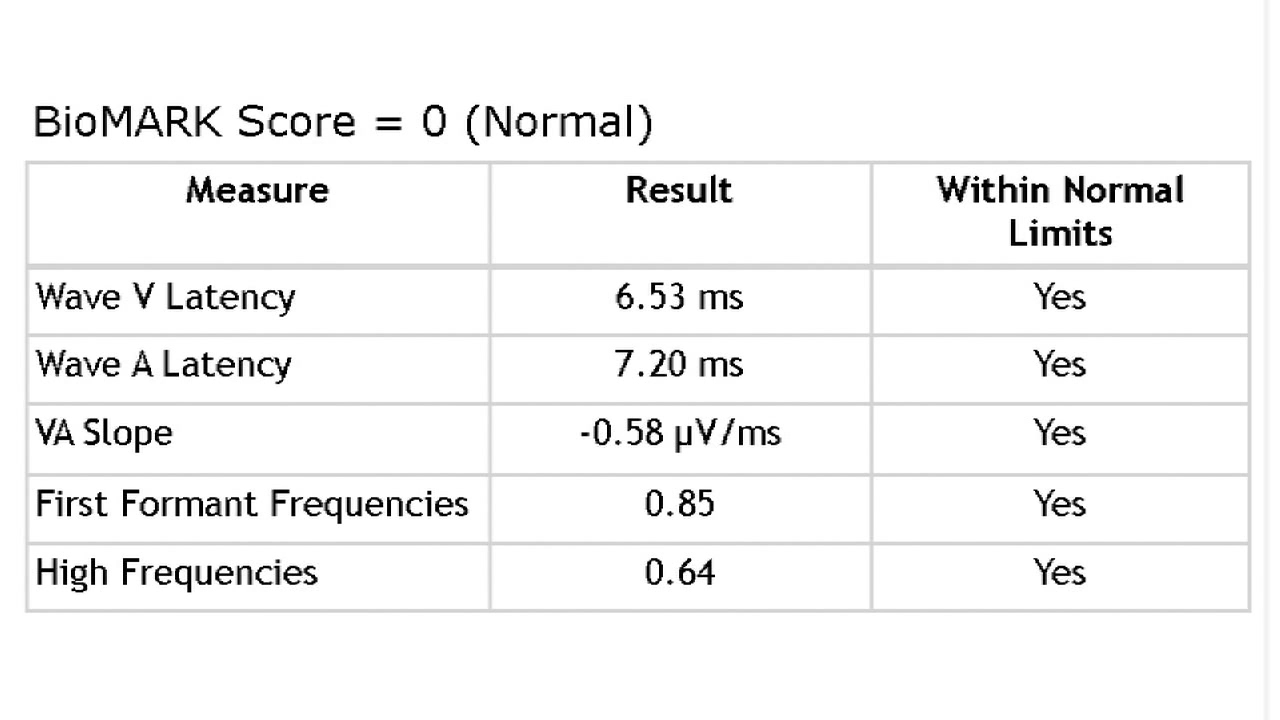 BioMARK Score = 0 (Normal)
Measure Result Within Normal
Limits
Wave V Latency 6.53 ms Yes
Wave A Latency 7.20 ms Yes
VA Slope -0.58 µV/ms Yes
First Formant Frequencies 0.85 Yes
High Frequencies 0.64 Yes